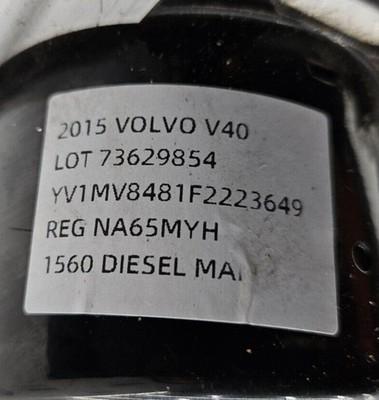 2015 VOLVO V40
LOT 73629854
YV1MV8481F2223649
REG NA65MYH
1560 DIESEL